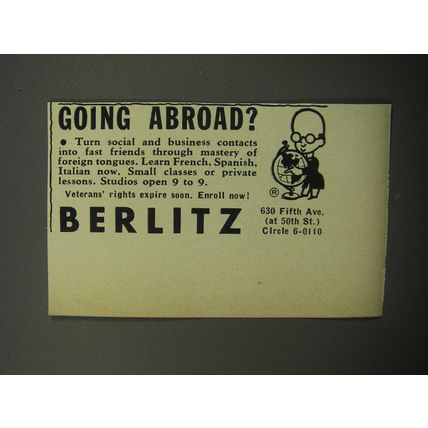 GOING ABROAD?
● Turn social and business contacts
into fast friends through mastery of
foreign tongues. Learn French, Spanish,
Italian now. Small classes or private
lessons. Studios open 9 to 9.
Veterans' rights expire soon. Enroll now!
BERLITZ
®
630 Fifth Ave.
(at 50th St.)
CIrcle 6-0110